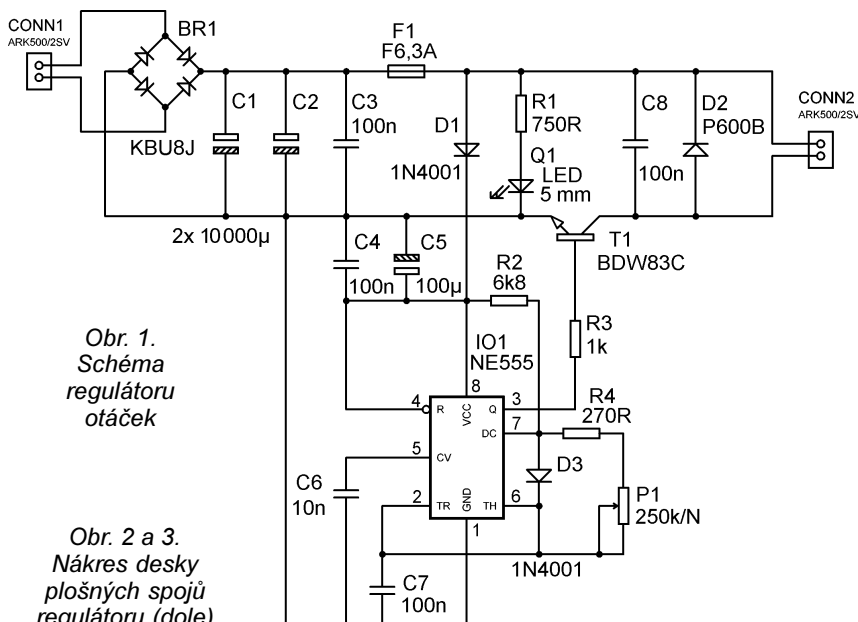 CONN1
ARK500/2SV
BR1
KBU8J
C1
C2
2x 10000µ
C3
100n
F1
F6,3A
D1
1N4001
R1
750R
Q1
LED
5 mm
C8
100n
D2
P600B
CONN2
ARK500/2SV
T1
BDW83C
C4
100n
C5
100µ
R2
6k8
R3
1k
IO1
NE555
8
4
R
VCC
Q
3
DC
7
5
CV
2
TR
GND
TH
6
1
R4
270R
D3
1N4001
P1
250k/N
C6
10n
C7
100n
Obr. 1.
Schéma
regulátoru
otáček
Obr. 2 a 3.
Nákres desky
plošných spojů
regulátoru (dole)